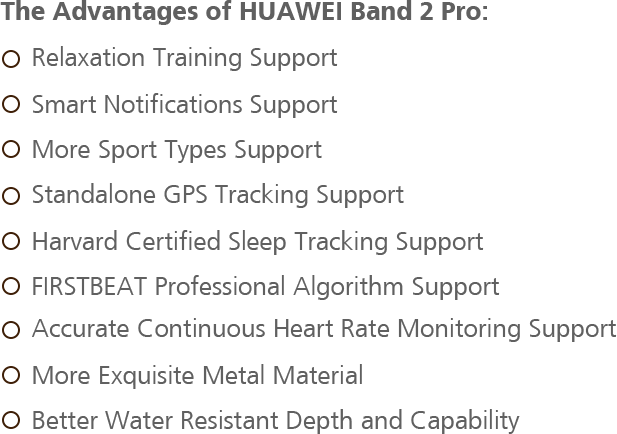 The Advantages of HUAWEI Band 2 Pro:
Relaxation Training Support
Smart Notifications Support
More Sport Types Support
Standalone GPS Tracking Support
Harvard Certified Sleep Tracking Support
FIRSTBEAT Professional Algorithm Support
Accurate Continuous Heart Rate Monitoring Support
More Exquisite Metal Material
Better Water Resistant Depth and Capability